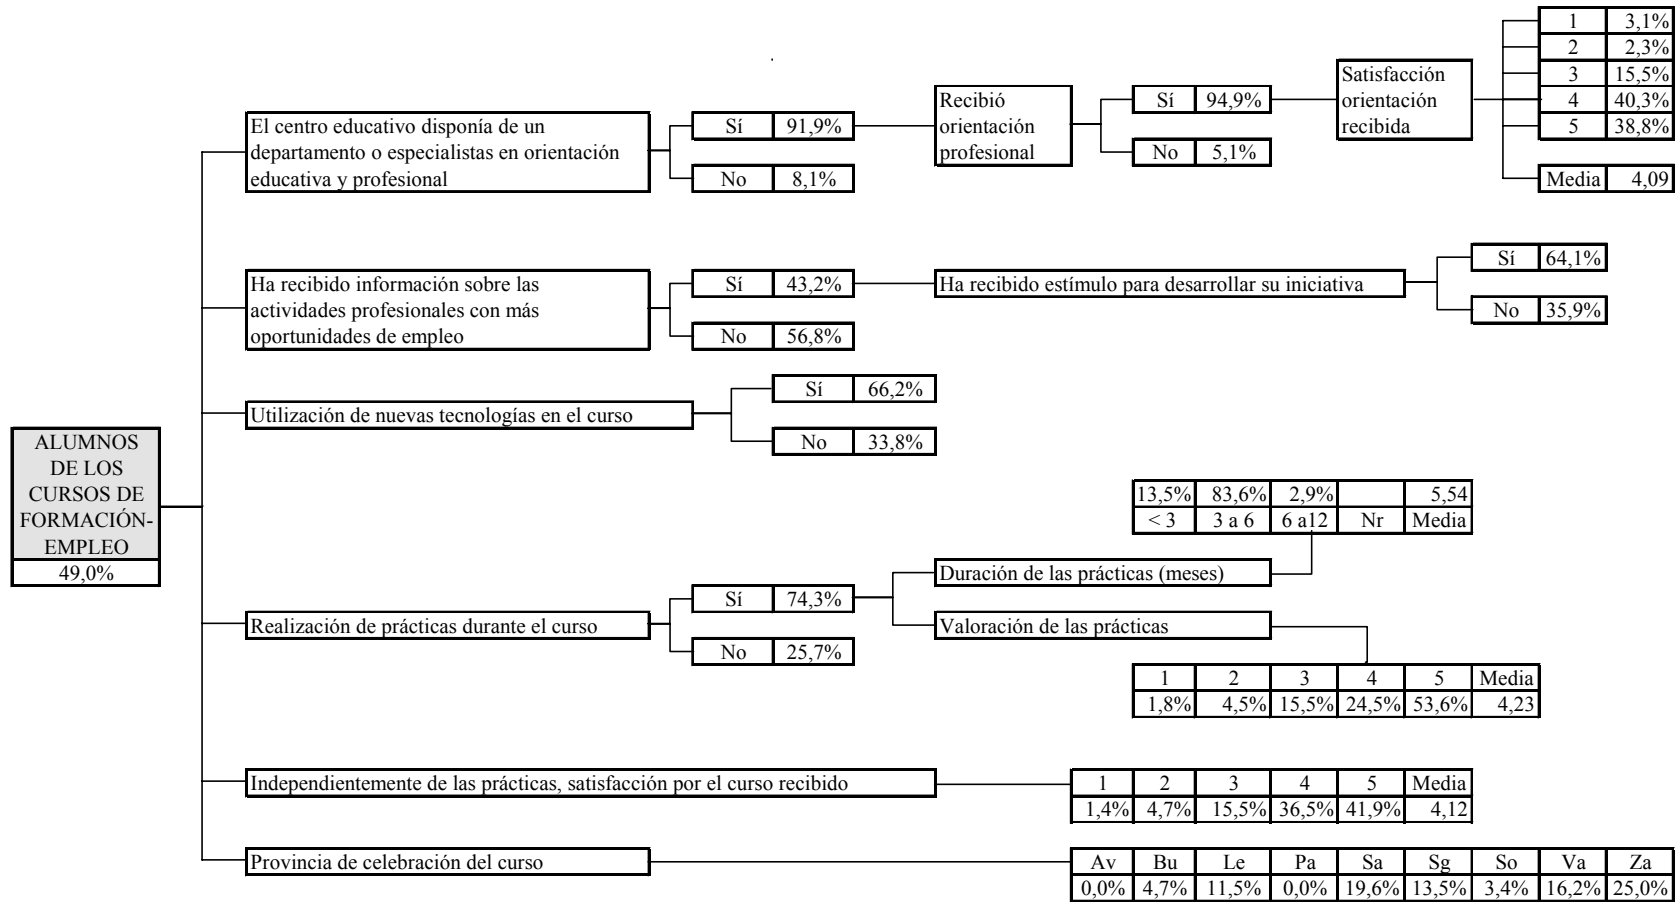 ALUMNOS
DE LOS
CURSOS DE
FORMACIÓN-
EMPLEO
49,0%
El centro educativo disponía de un
departamento o especialistas en orientación
educativa y profesional
Sí 91,9%
No 8,1%
Recibió
orientación
profesional
Sí 94,9%
No 5,1%
Satisfacción
orientación
recibida
1 3,1%
2 2,3%
3 15,5%
4 40,3%
5 38,8%
Media 4,09
Ha recibido información sobre las
actividades profesionales con más
oportunidades de empleo
Sí 43,2%
No 56,8%
Ha recibido estímulo para desarrollar su iniciativa
Sí 64,1%
No 35,9%
Utilización de nuevas tecnologías en el curso
Sí 66,2%
No 33,8%
Realización de prácticas durante el curso
Sí 74,3%
No 25,7%
Duración de las prácticas (meses)
13,5% 83,6% 2,9% 5,54
< 3 3 a 6 6 a12 Nr Media
Valoración de las prácticas
1 2 3 4 5 Media
1,8% 4,5% 15,5% 24,5% 53,6% 4,23
Independientemente de las prácticas, satisfacción por el curso recibido
1 2 3 4 5 Media
1,4% 4,7% 15,5% 36,5% 41,9% 4,12
Provincia de celebración del curso
Av Bu Le Pa Sa Sg So Va Za
0,0% 4,7% 11,5% 0,0% 19,6% 13,5% 3,4% 16,2% 25,0%